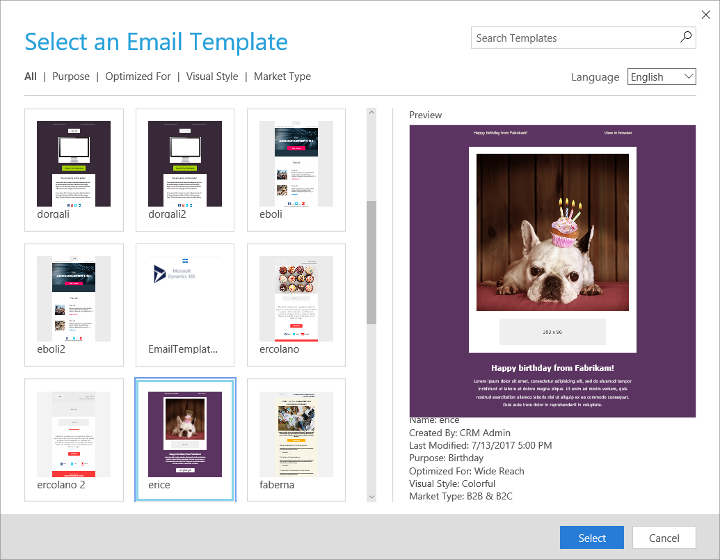 Select an Email Template
Search Templates
All | Purpose | Optimized For | Visual Style | Market Type
Language English
Preview
dorgali
dorgali2
eboli
eboli2
Microsoft
Dynamics 365
EmailTemplat...
ercolano
ercolano 2
erice
faberna
Happy birthday from Fabrikam!
View in browser
Happy birthday from Fabrikam!
Lorem ipsum dolor sit amet, consectetur adipisicing elit, sed do eiusmod tempor
incididunt ut labore et dolore magna aliqua. Ut enim ad minim veniam, quis
nostrud exercitation ullamco laboris nisi ut aliquip ex ea commodo consequat.
Duis aute irure dolor in reprehenderit in voluptate.
Name: erice
Created By: CRM Admin
Last Modified: 7/13/2017 5:00 PM
Purpose: Birthday
Optimized For: Wide Reach
Visual Style: Colorful
Market Type: B2B & B2C
Select
Cancel